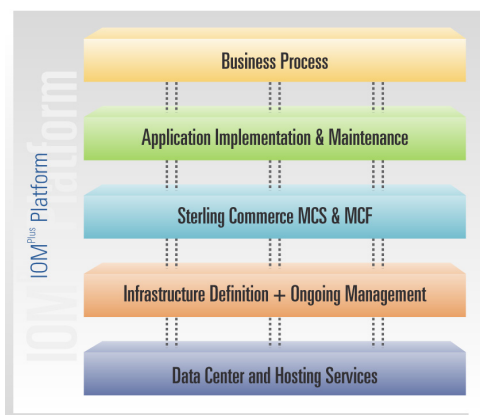 Business Process
Application Implementation & Maintenance
Sterling Commerce MCS & MCF
Infrastructure Definition + Ongoing Management
Data Center and Hosting Services
IOM Plus Platform
IOM Platform